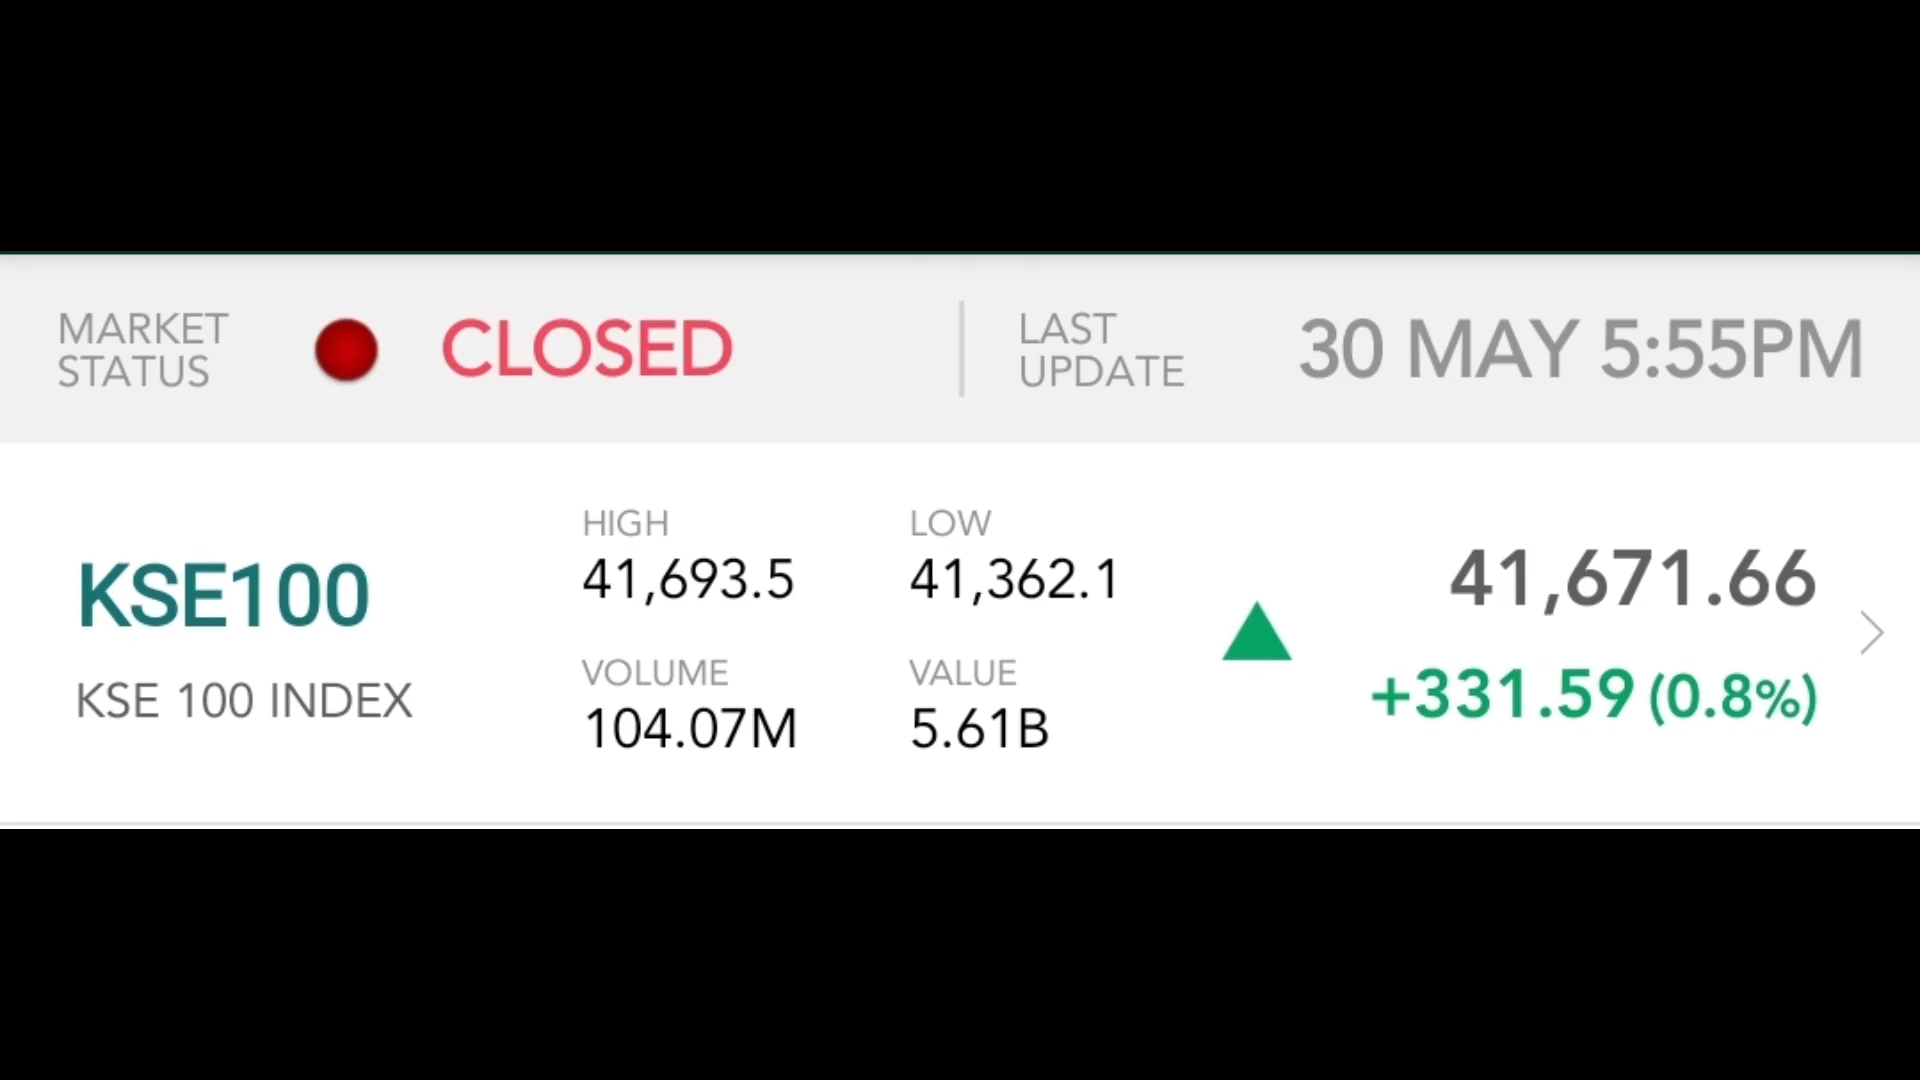 MARKET
STATUS
CLOSED
LAST
UPDATE
30 MAY 5:55PM
KSE100
KSE 100 INDEX
HIGH
41,693.5
LOW
41,362.1
VOLUME
104.07M
VALUE
5.61B
41,671.66
+331.59 (0.8%)